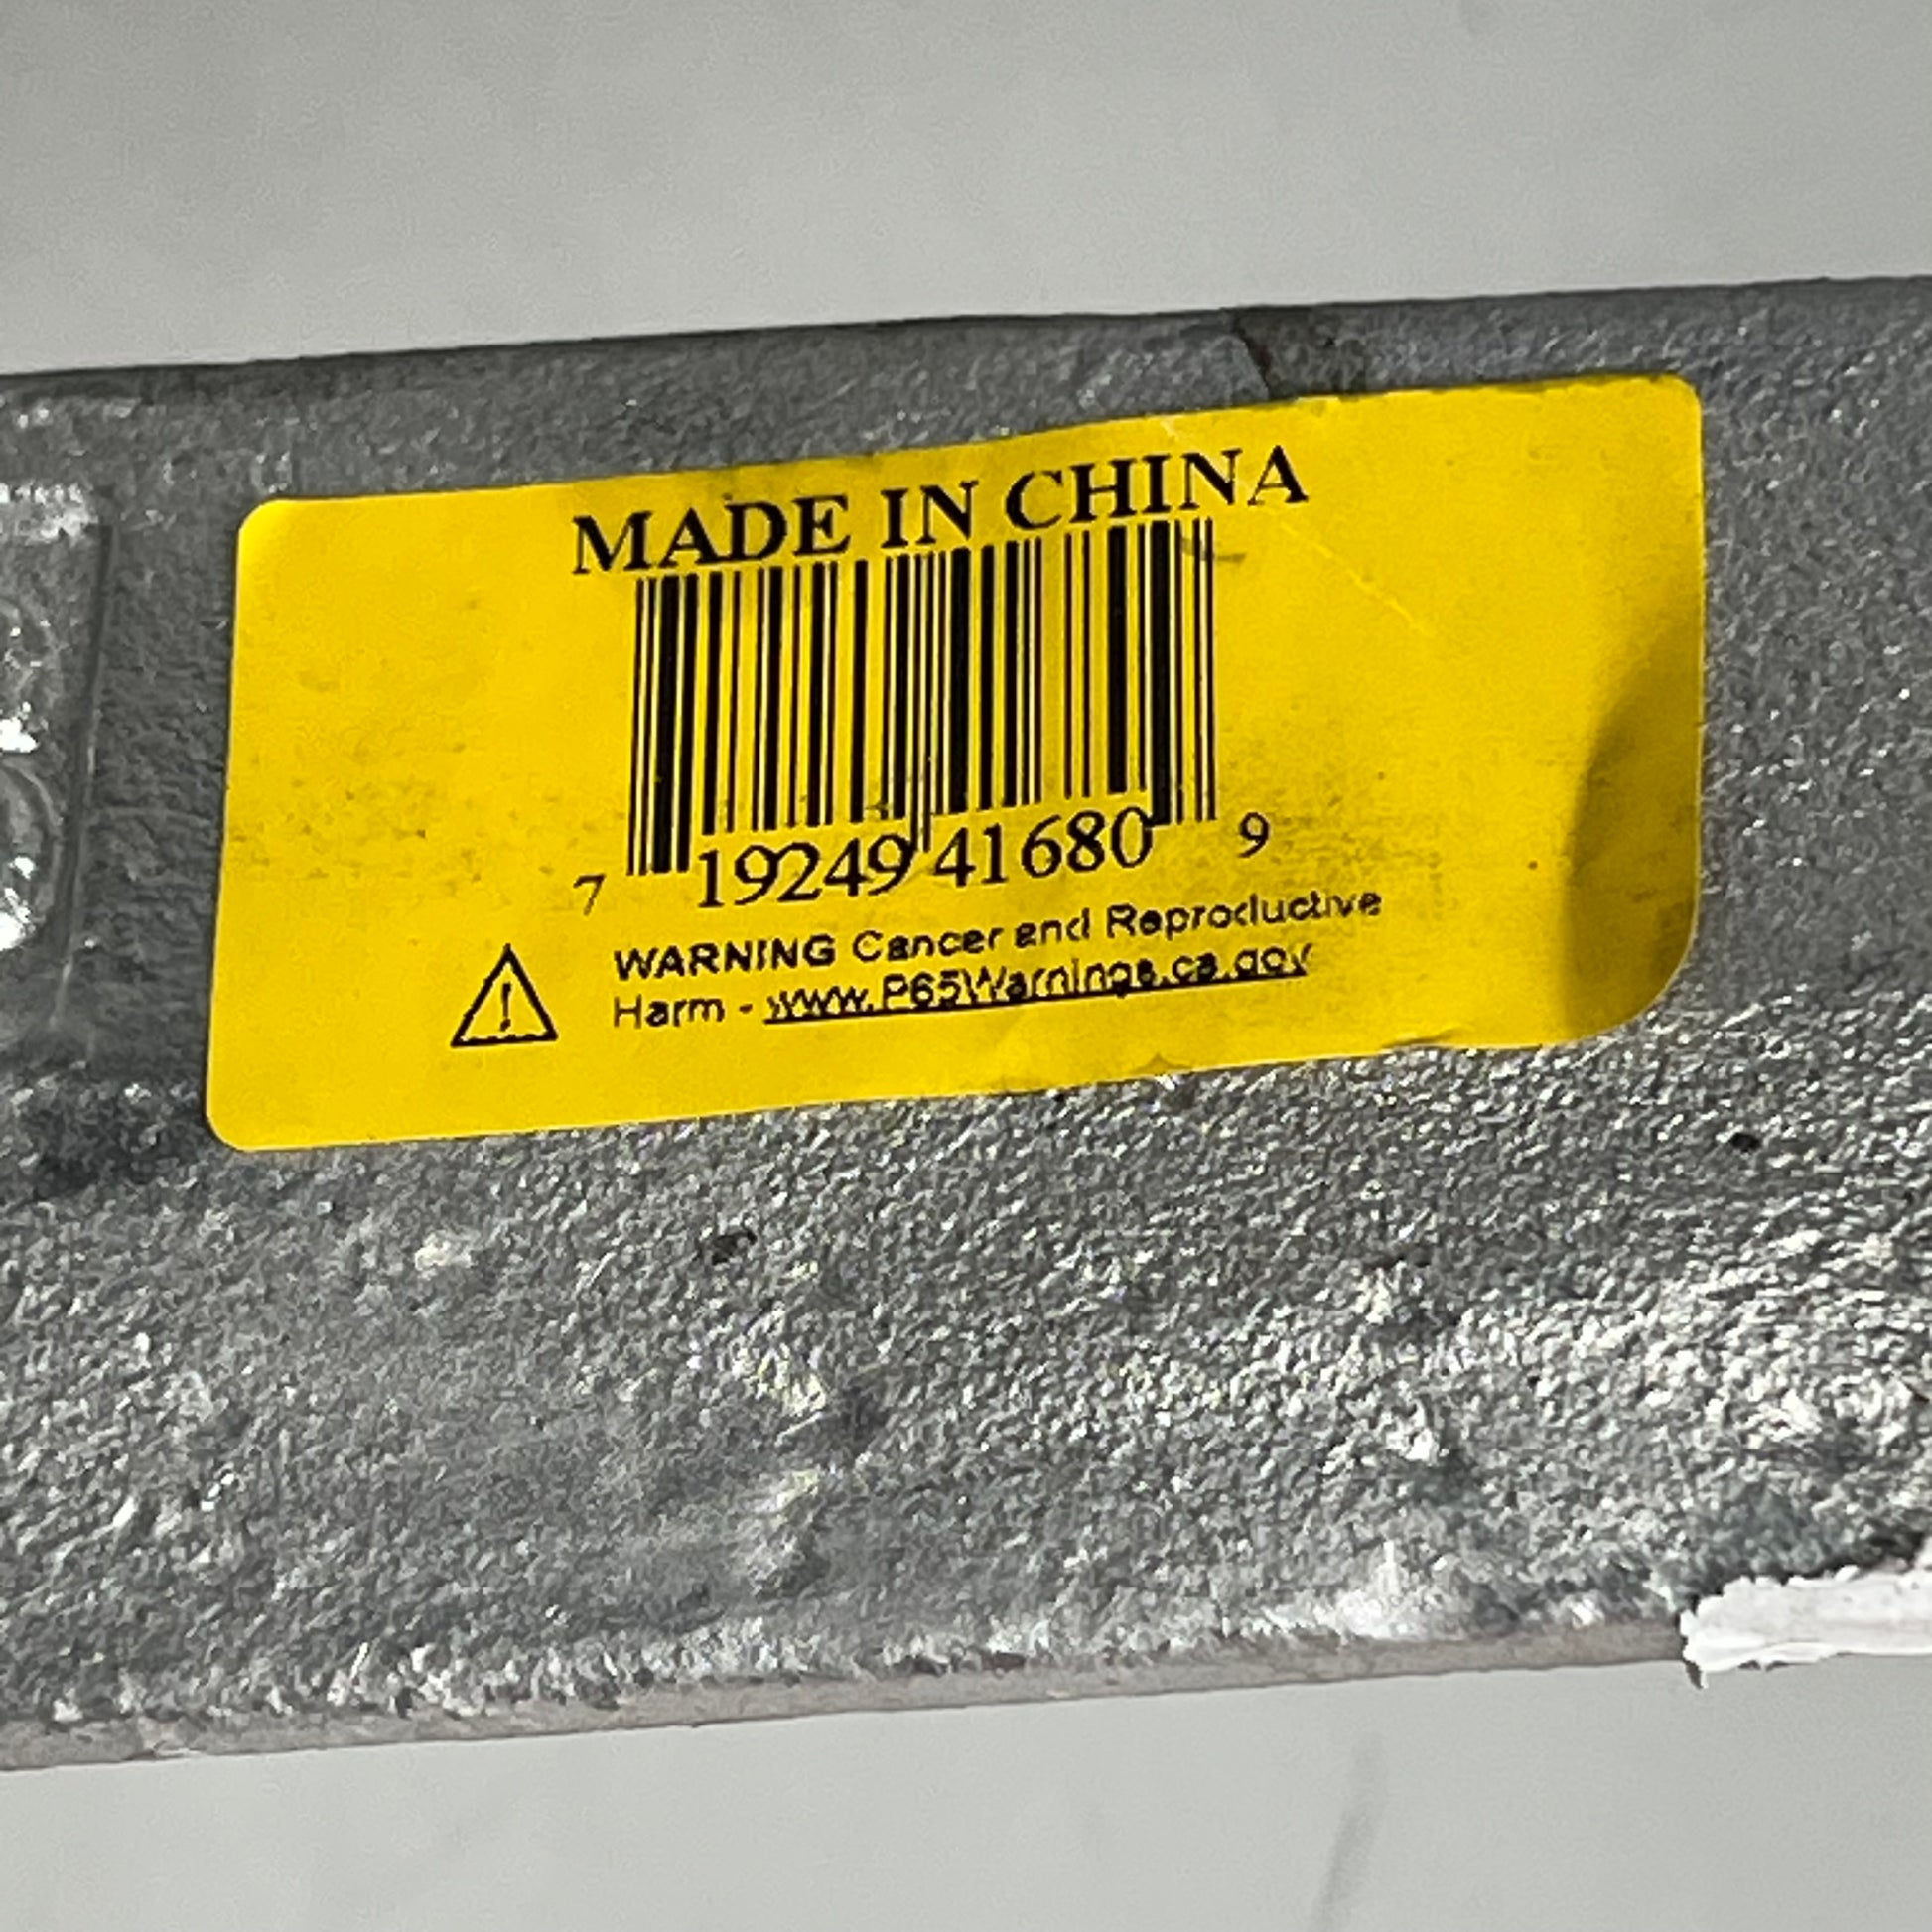 MADE IN CHINA
7 19249 41680 9
WARNING Cancer and Reproductive
Harm - www.P65Warnings.ca.gov